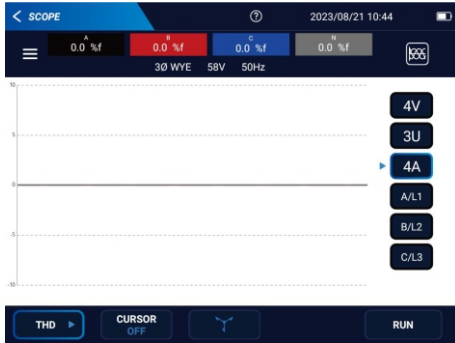 SCOPE
2023/08/21 10:44
A
0.0 %f
B
0.0 %f
C
0.0 %f
N
0.0 %f
3Ø WYE 58V 50Hz
10
5
0
-5
-10
4V
3U
4A
A/L1
B/L2
C/L3
THD
CURSOR
OFF
RUN